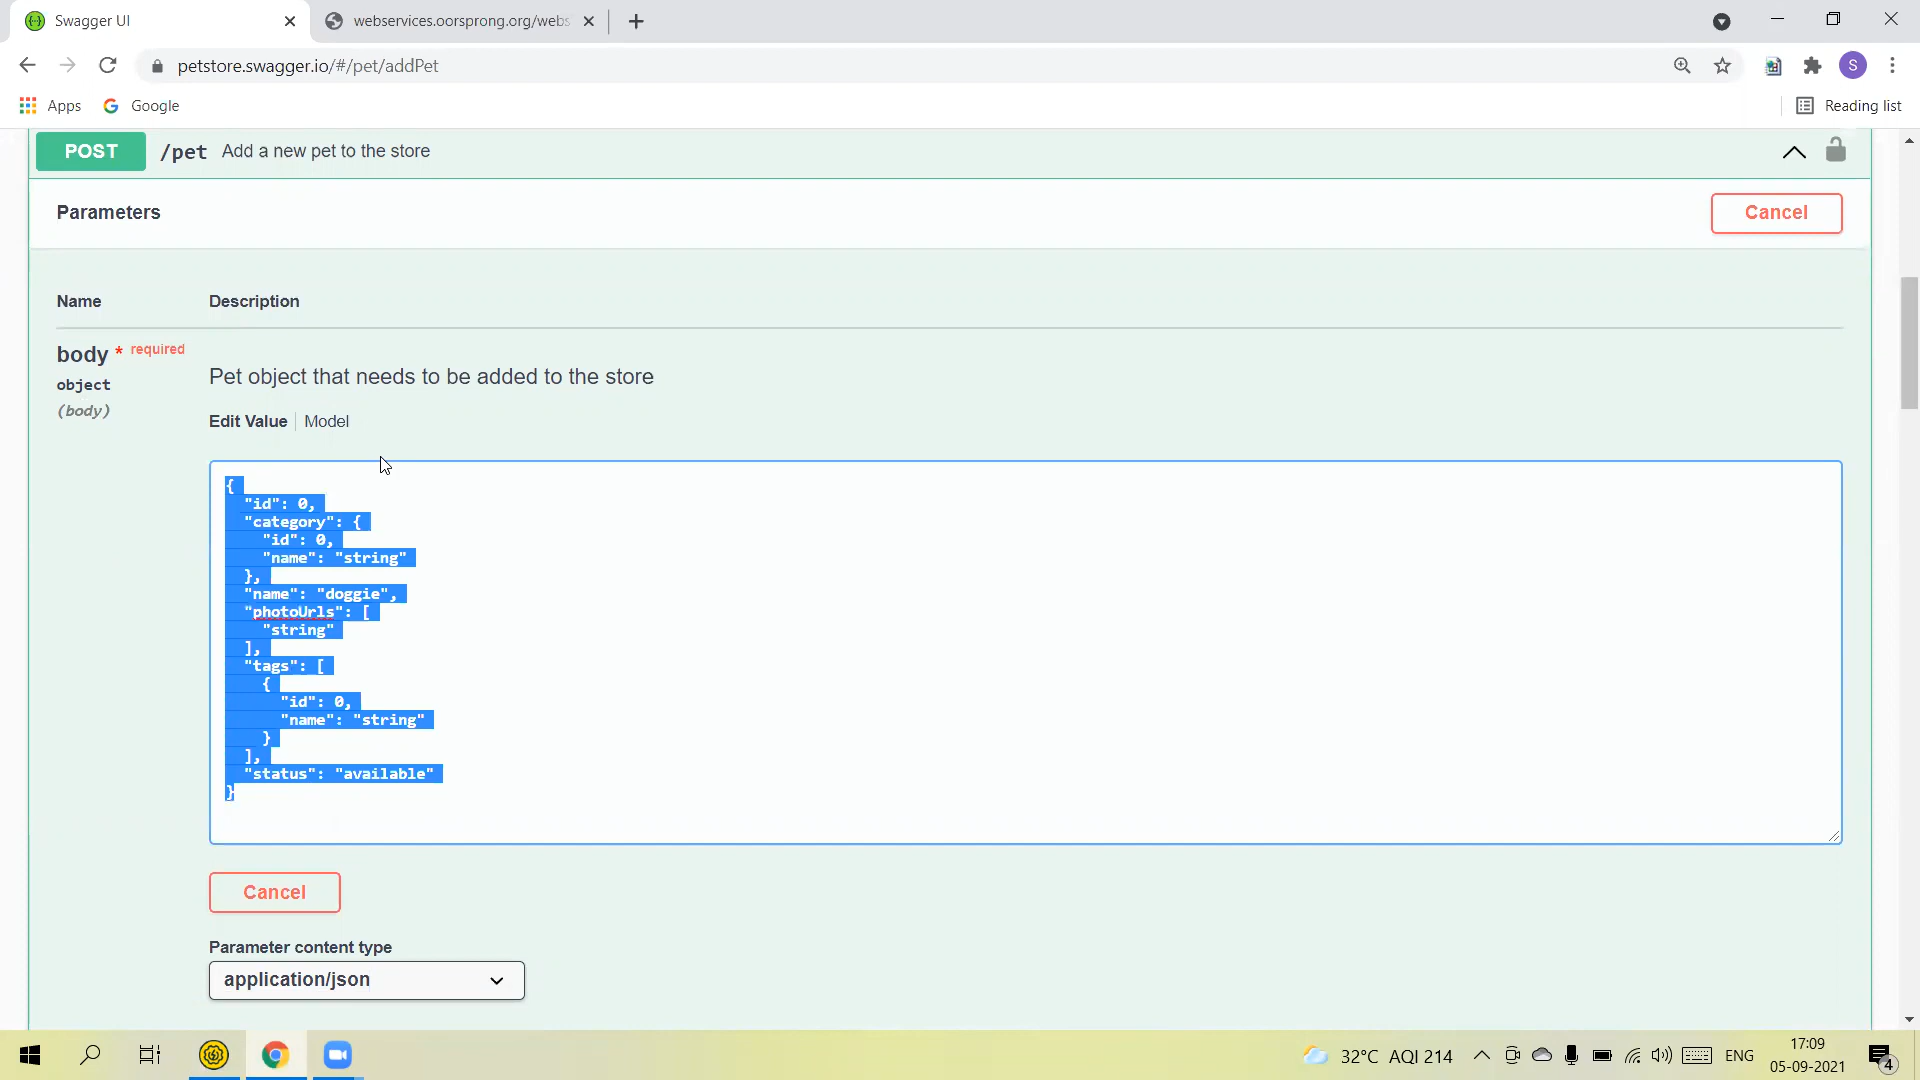 Swagger UI
webservices.oorsprong.org/webs
petstore.swagger.io/#/pet/addPet
S
Apps
Google
Reading list
POST /pet Add a new pet to the store
Parameters
Cancel
Name Description
body * required
object
(body)
Pet object that needs to be added to the store
Edit Value Model
{
  "id": 0,
  "category": {
    "id": 0,
    "name": "string"
  },
  "name": "doggie",
  "photoUrls": [
    "string"
  ],
  "tags": [
    {
      "id": 0,
      "name": "string"
    }
  ],
  "status": "available"
}
Cancel
Parameter content type
application/json
32°C AQI 214
ENG
17:09
05-09-2021
4